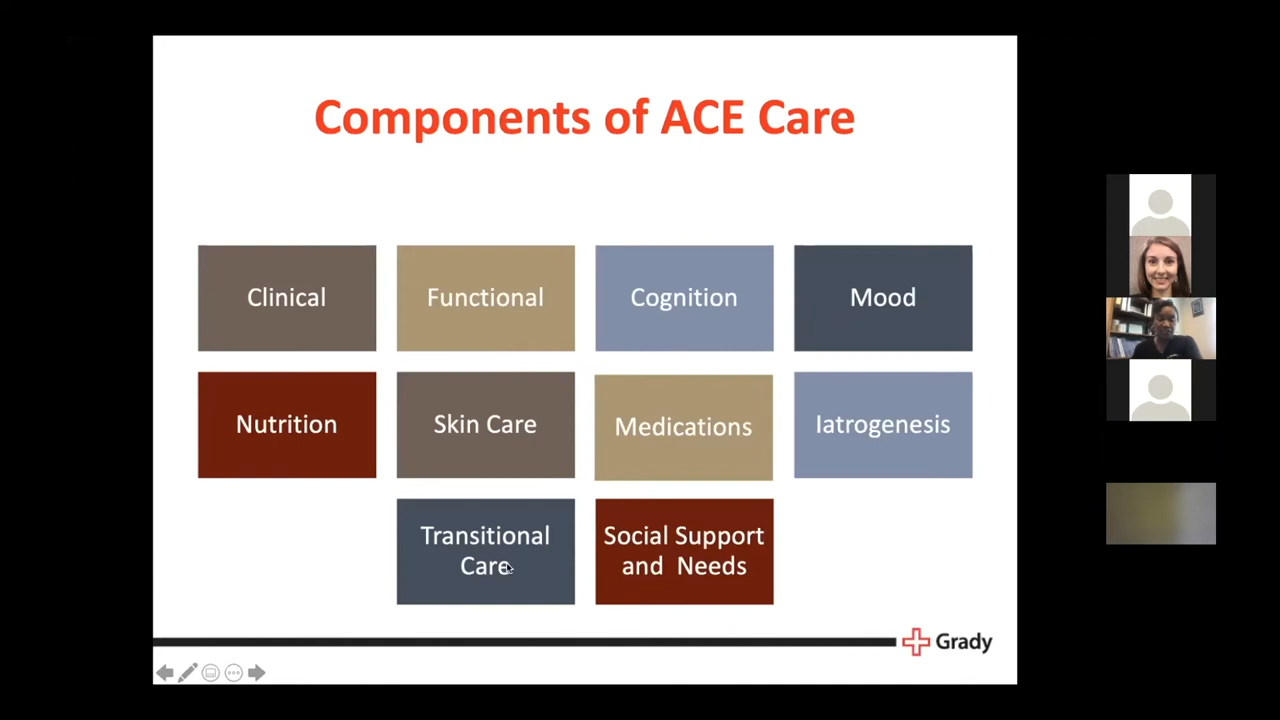 Components of ACE Care
Clinical
Functional
Cognition
Mood
Nutrition
Skin Care
Medications
Iatrogenesis
Transitional
Care
Social Support
and Needs
Grady